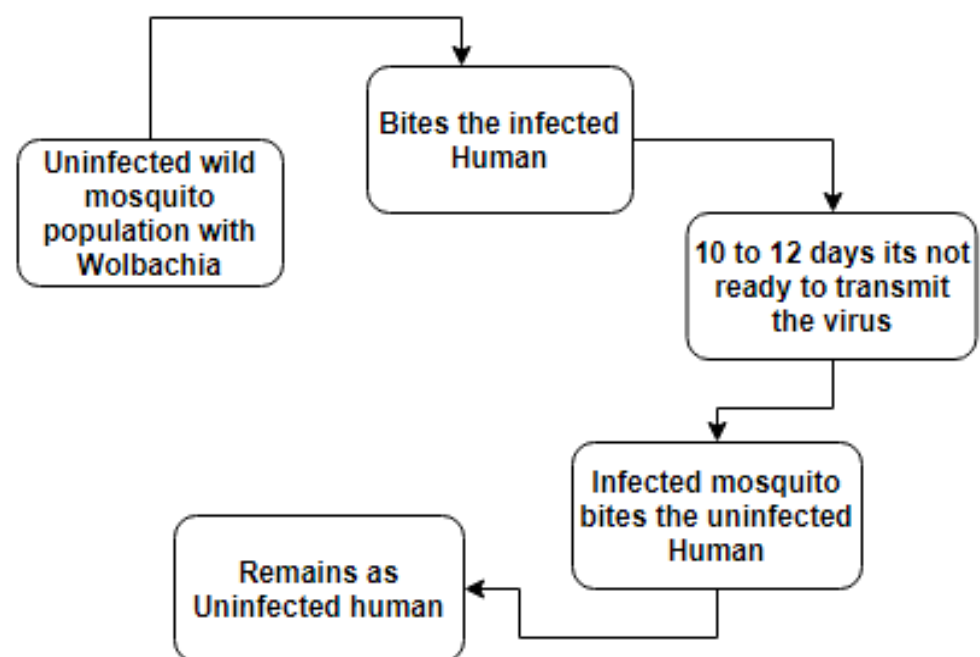 Uninfected wild
mosquito
population with
Wolbachia
Bites the infected
Human
10 to 12 days its not
ready to transmit
the virus
Infected mosquito
bites the uninfected
Human
Remains as
Uninfected human